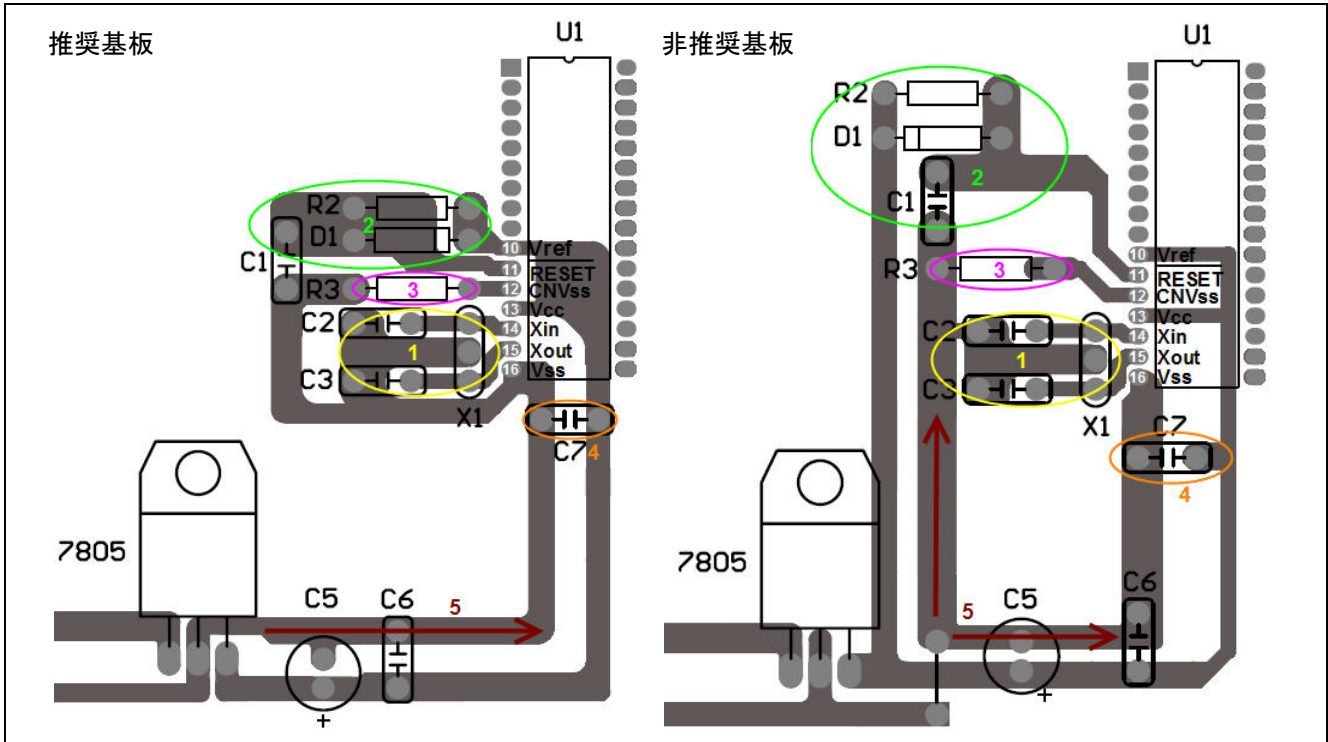 推奨基板
U1
R2
2
D1
C1
R3
3
C2
1
C3
X1
10 Vref
11 RESET
12 CNVss
13 Vcc
14 Xin
15 Xout
16 Vss
C7 4
7805
C5
C6
5
+
非推奨基板
U1
R2
D1
2
C1
R3
3
C2
1
C3
X1
10 Vref
11 RESET
12 CNVss
13 Vcc
14 Xin
15 Xout
16 Vss
C7
4
7805
5
C5
C6
+